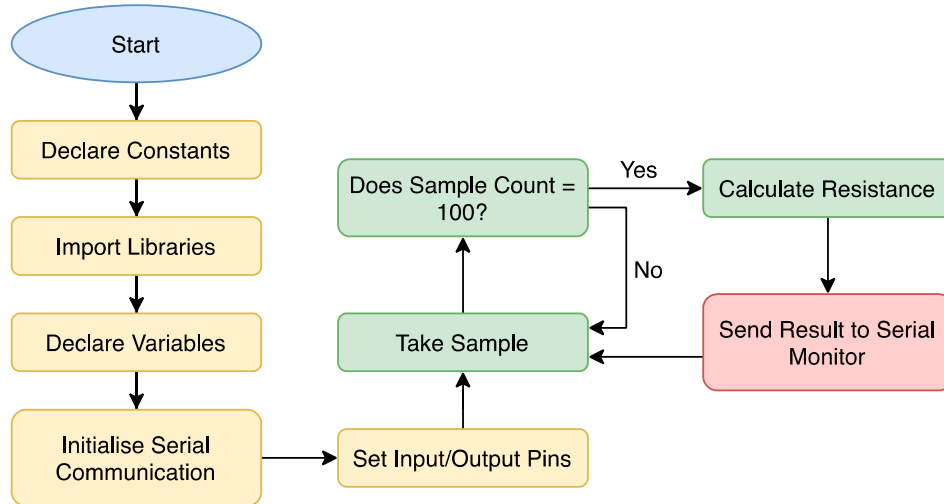 Start
Declare Constants
Import Libraries
Declare Variables
Initialise Serial
Communication
Set Input/Output Pins
Take Sample
Does Sample Count =
100?
Yes
No
Calculate Resistance
Send Result to Serial
Monitor